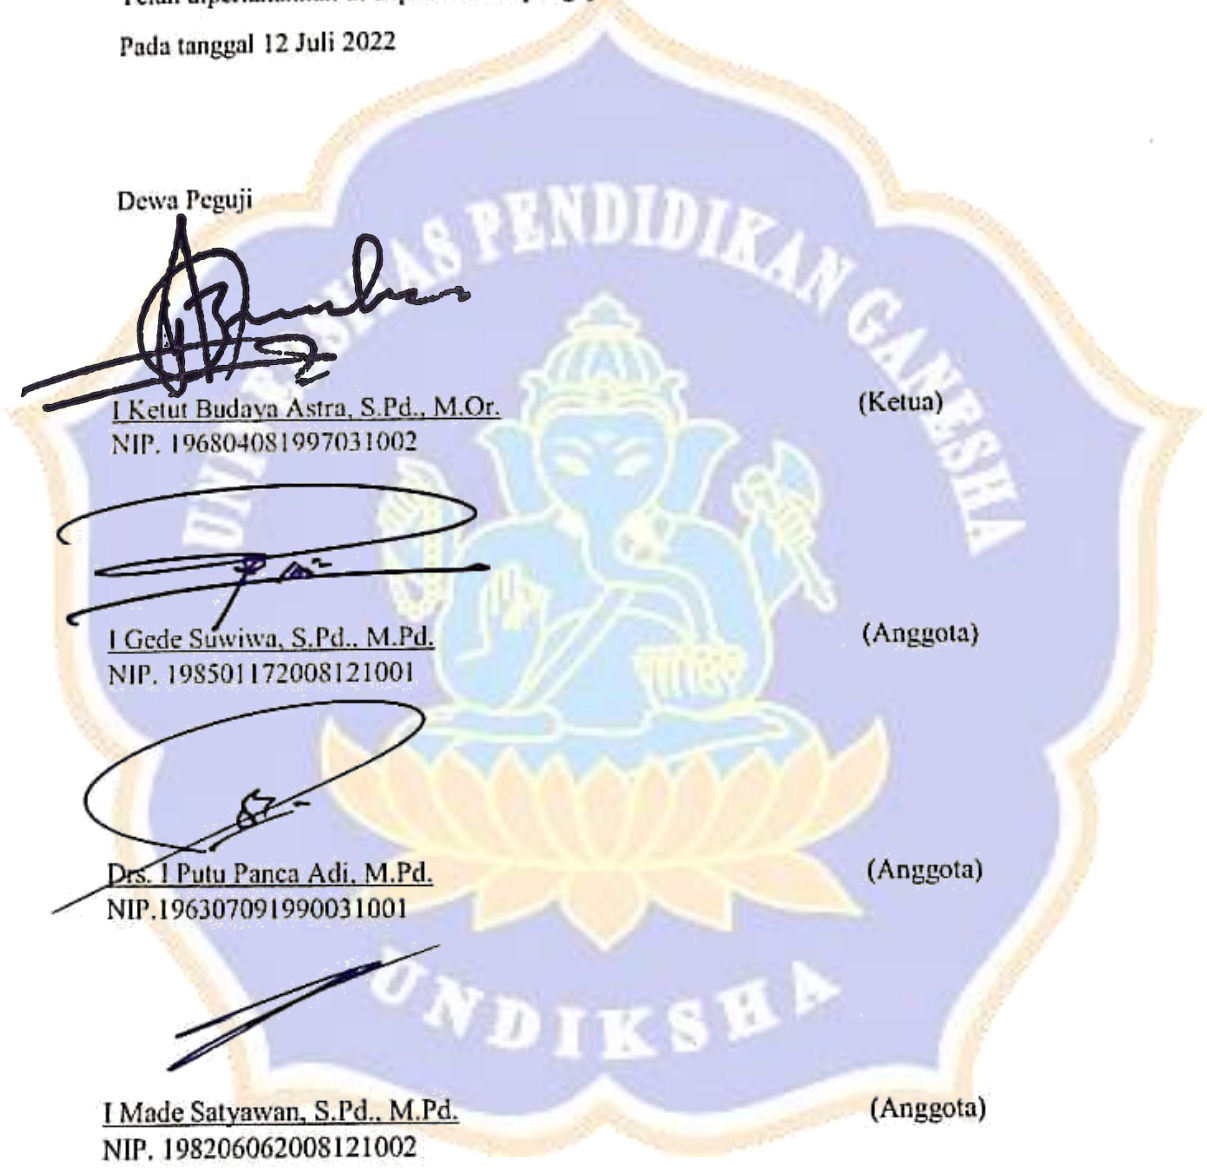 Pada tanggal 12 Juli 2022
Dewa Peguji
UNIVERSITAS PENDIDIKAN GANESHA
I Ketut Budaya Astra, S.Pd., M.Or. (Ketua)
NIP. 196804081997031002
I Gede Suwiwa, S.Pd., M.Pd. (Anggota)
NIP. 198501172008121001
Drs. I Putu Panca Adi, M.Pd. (Anggota)
NIP.196307091990031001
UNDIKSHA
I Made Satyawan, S.Pd., M.Pd. (Anggota)
NIP. 198206062008121002